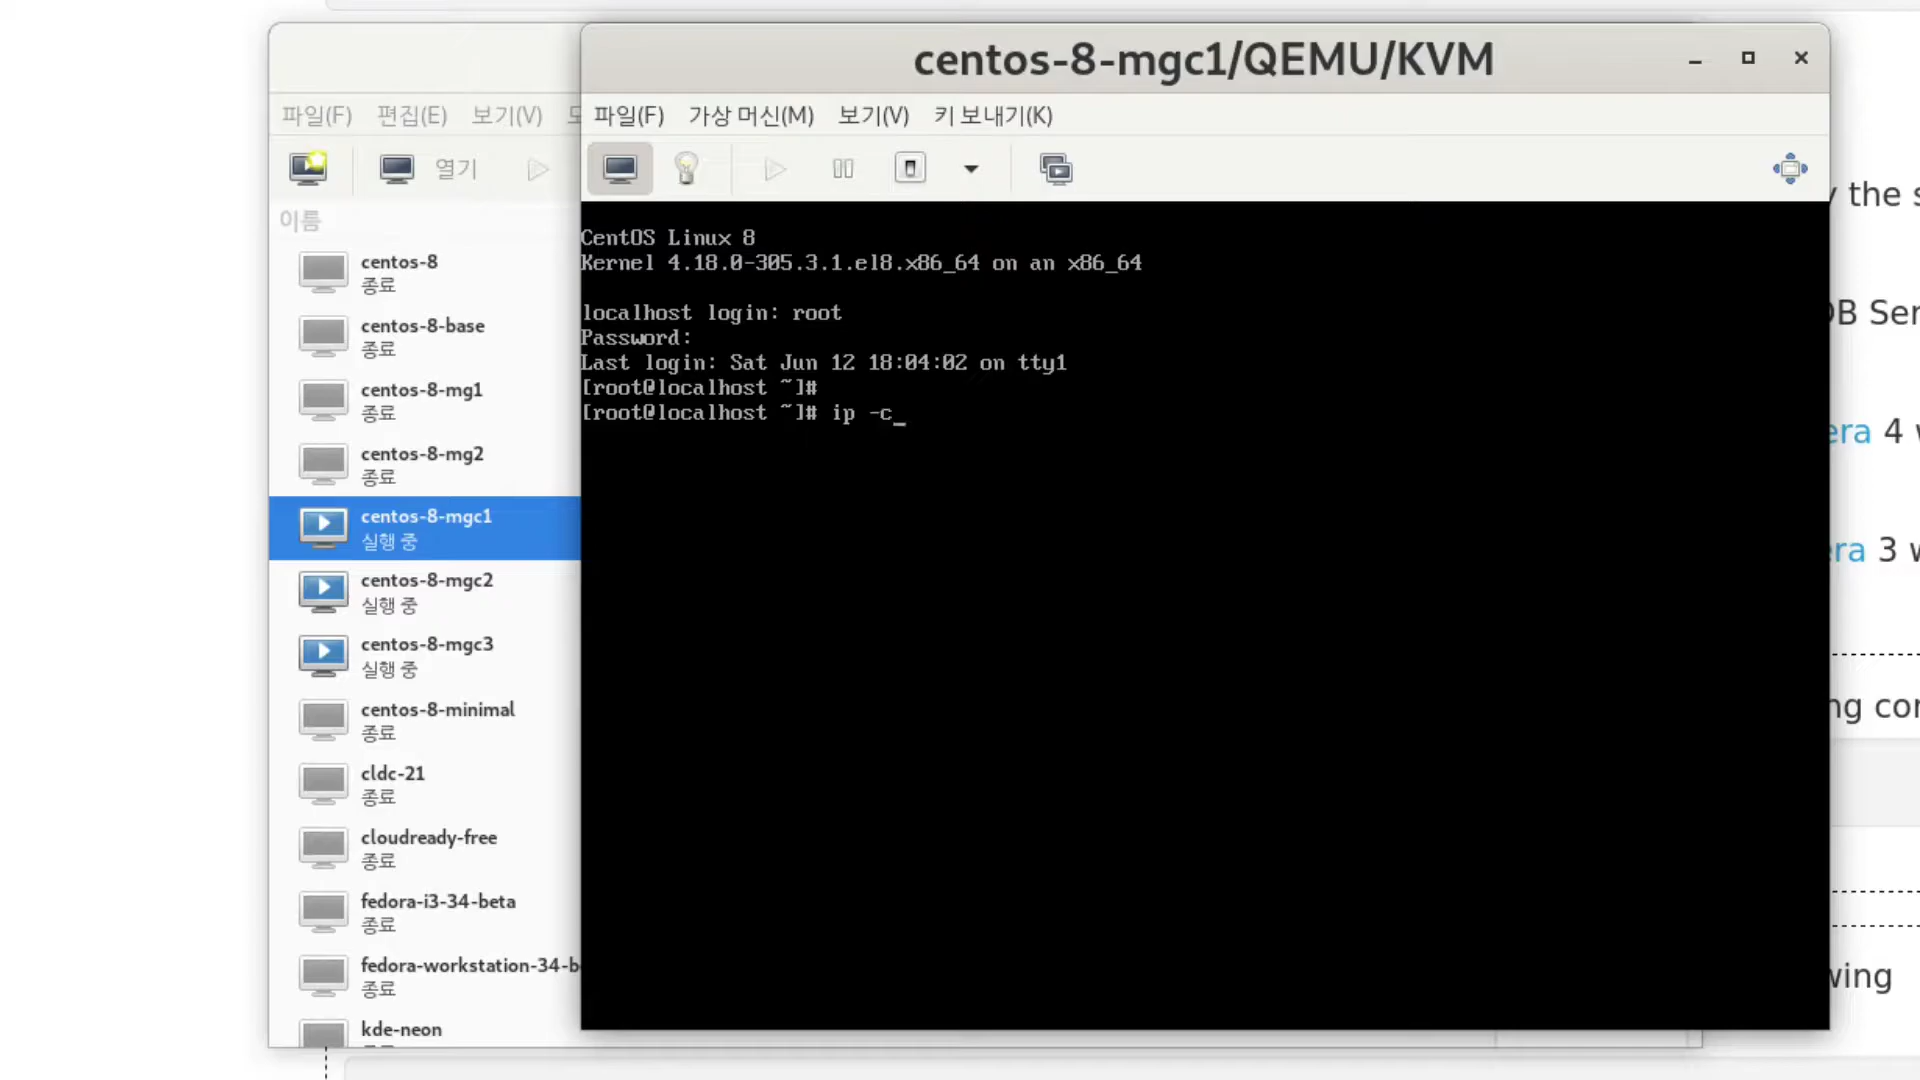 centos-8-mgc1/QEMU/KVM
파일(F) 편집(E) 보기(V)
파일(F) 가상 머신(M) 보기(V) 키 보내기(K)
열기
이름
centos-8
종료
centos-8-base
종료
centos-8-mg1
종료
centos-8-mg2
종료
centos-8-mgc1
실행 중
centos-8-mgc2
실행 중
centos-8-mgc3
실행 중
centos-8-minimal
종료
cldc-21
종료
cloudready-free
종료
fedora-i3-34-beta
종료
fedora-workstation-34-b
종료
kde-neon
CentOS Linux 8
Kernel 4.18.0-305.3.1.el8.x86_64 on an x86_64
localhost login: root
Password:
Last login: Sat Jun 12 18:04:02 on tty1
[root@localhost ~]#
[root@localhost ~]# ip -c_
y the s
DB Ser
era 4
era 3
ng con
wing